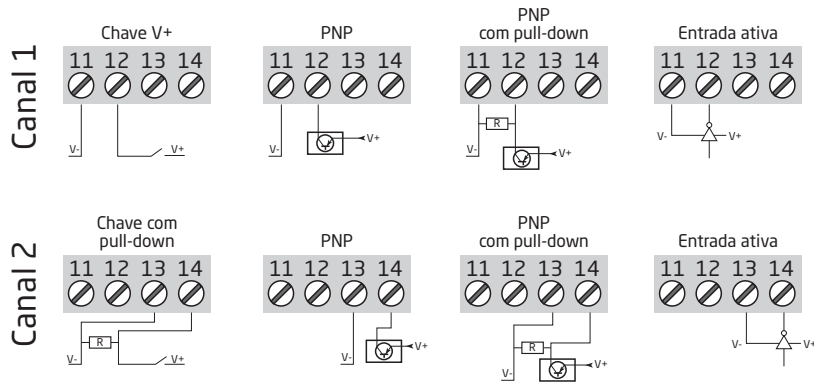 Canal 1
Chave V+
11 12 13 14
V-
V+
PNP
11 12 13 14
V-
V+
PNP
com pull-down
11 12 13 14
R
V-
V+
Entrada ativa
11 12 13 14
V-
V+
Canal 2
Chave com
pull-down
11 12 13 14
R
V-
V+
PNP
11 12 13 14
V-
V+
PNP
com pull-down
11 12 13 14
R
V-
V+
Entrada ativa
11 12 13 14
V-
V+